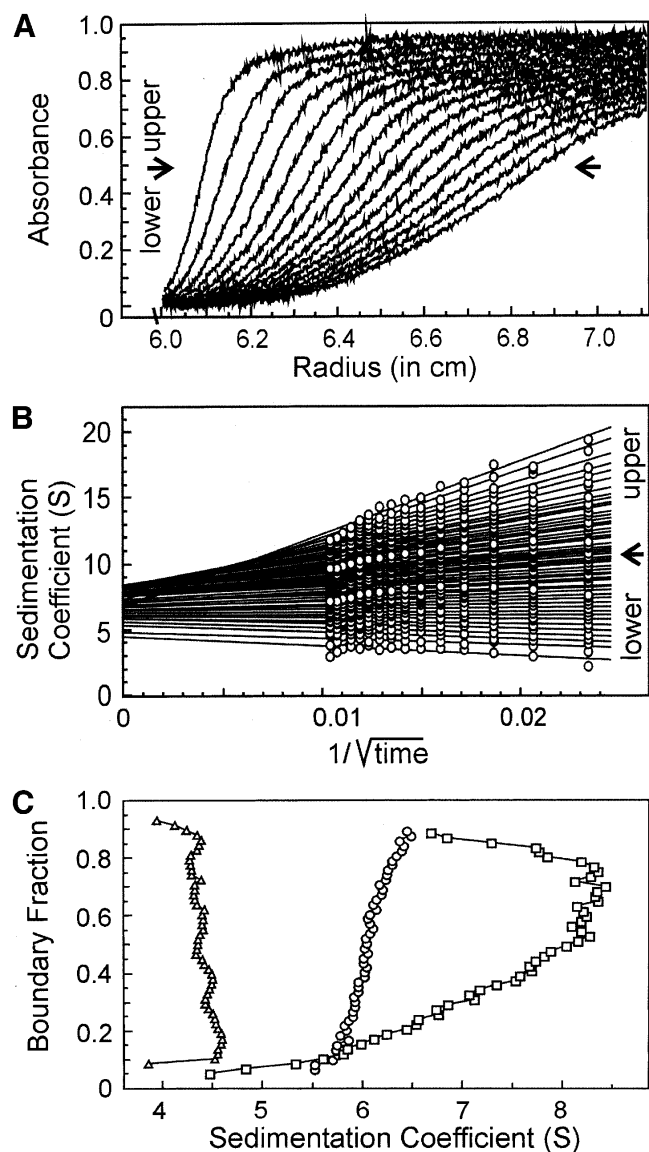 A
1.0
0.8
0.6
0.4
0.2
0
Absorbance
lower upper
6.0 6.2 6.4 6.6 6.8 7.0
Radius (in cm)
B
20
15
10
5
0
Sedimentation
Coefficient (S)
lower upper
0 0.01 0.02
1/√time
C
1.0
0.8
0.6
0.4
0.2
0
Boundary Fraction
4 5 6 7 8
Sedimentation Coefficient (S)